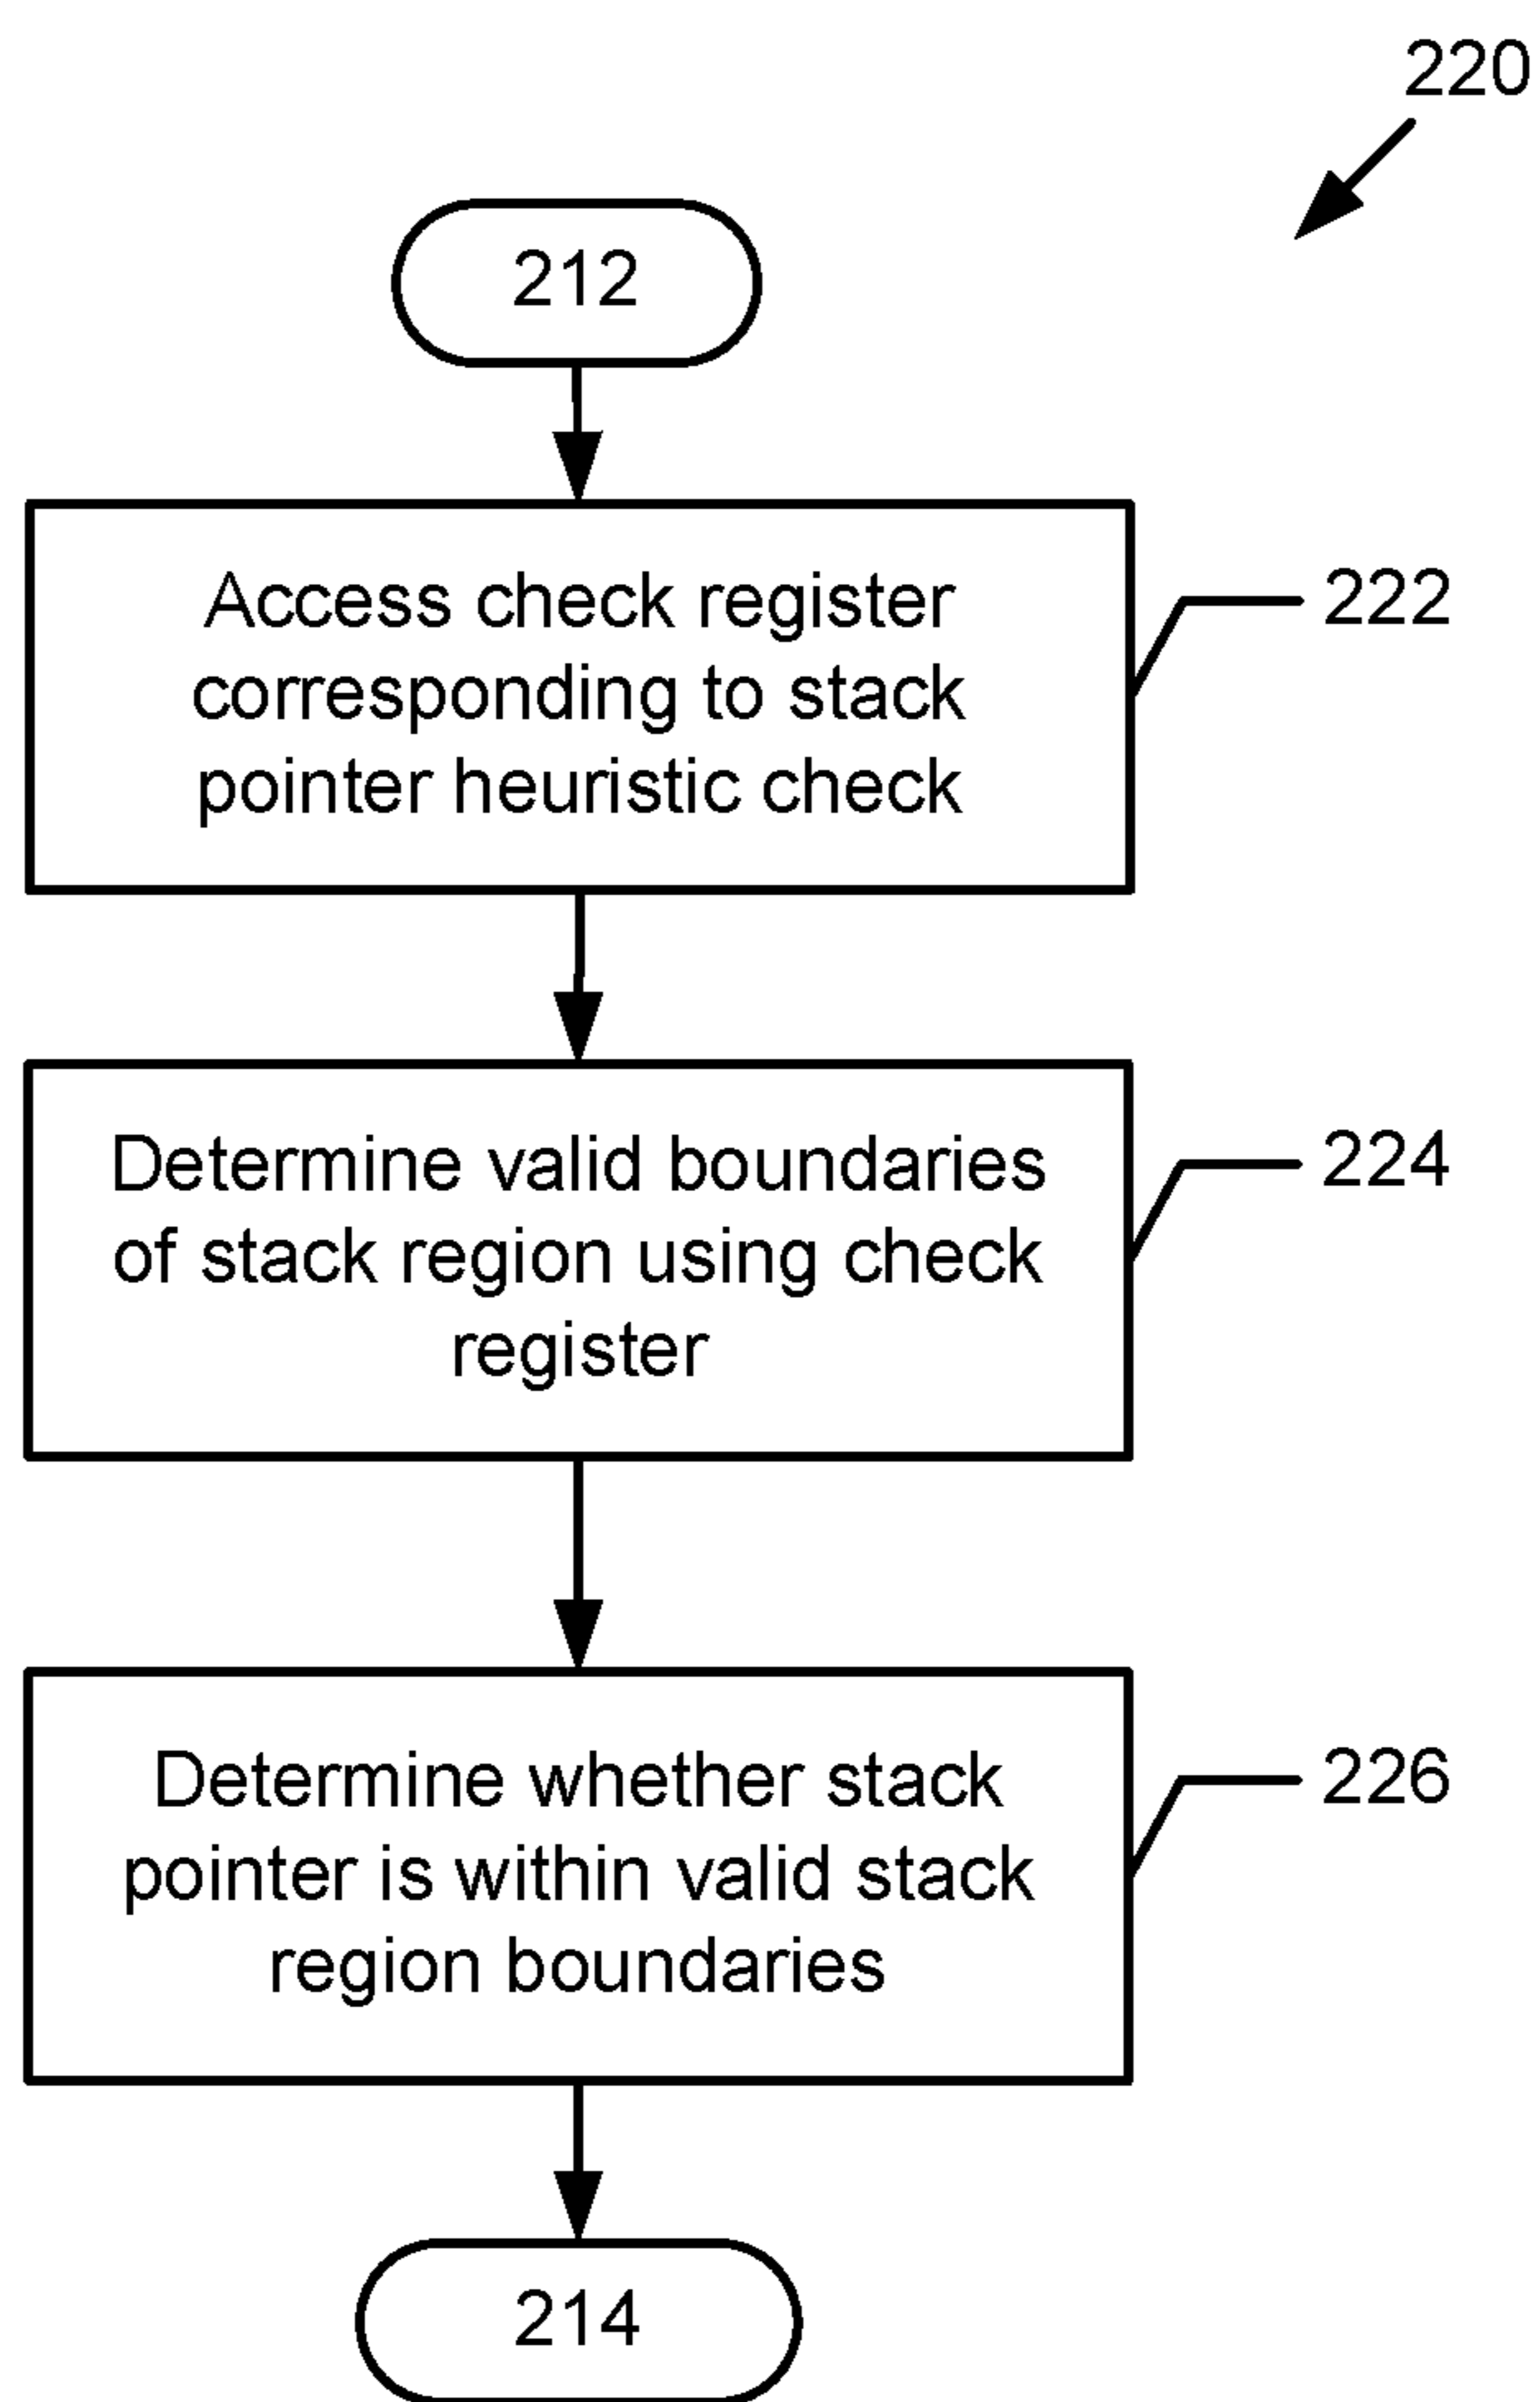 220
212
Access check register
corresponding to stack
pointer heuristic check
222
Determine valid boundaries
of stack region using check
register
224
Determine whether stack
pointer is within valid stack
region boundaries
226
214